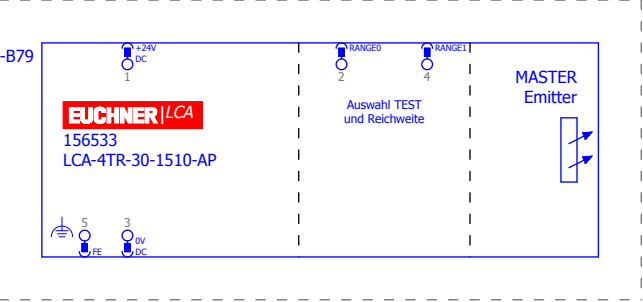 -B79
+24V
DC
1
RANGE0
2
RANGE1
4
MASTER
Emitter
EUCHNER|LCA
Auswahl TEST
und Reichweite
156533
LCA-4TR-30-1510-AP
5
FE
3
0V
DC